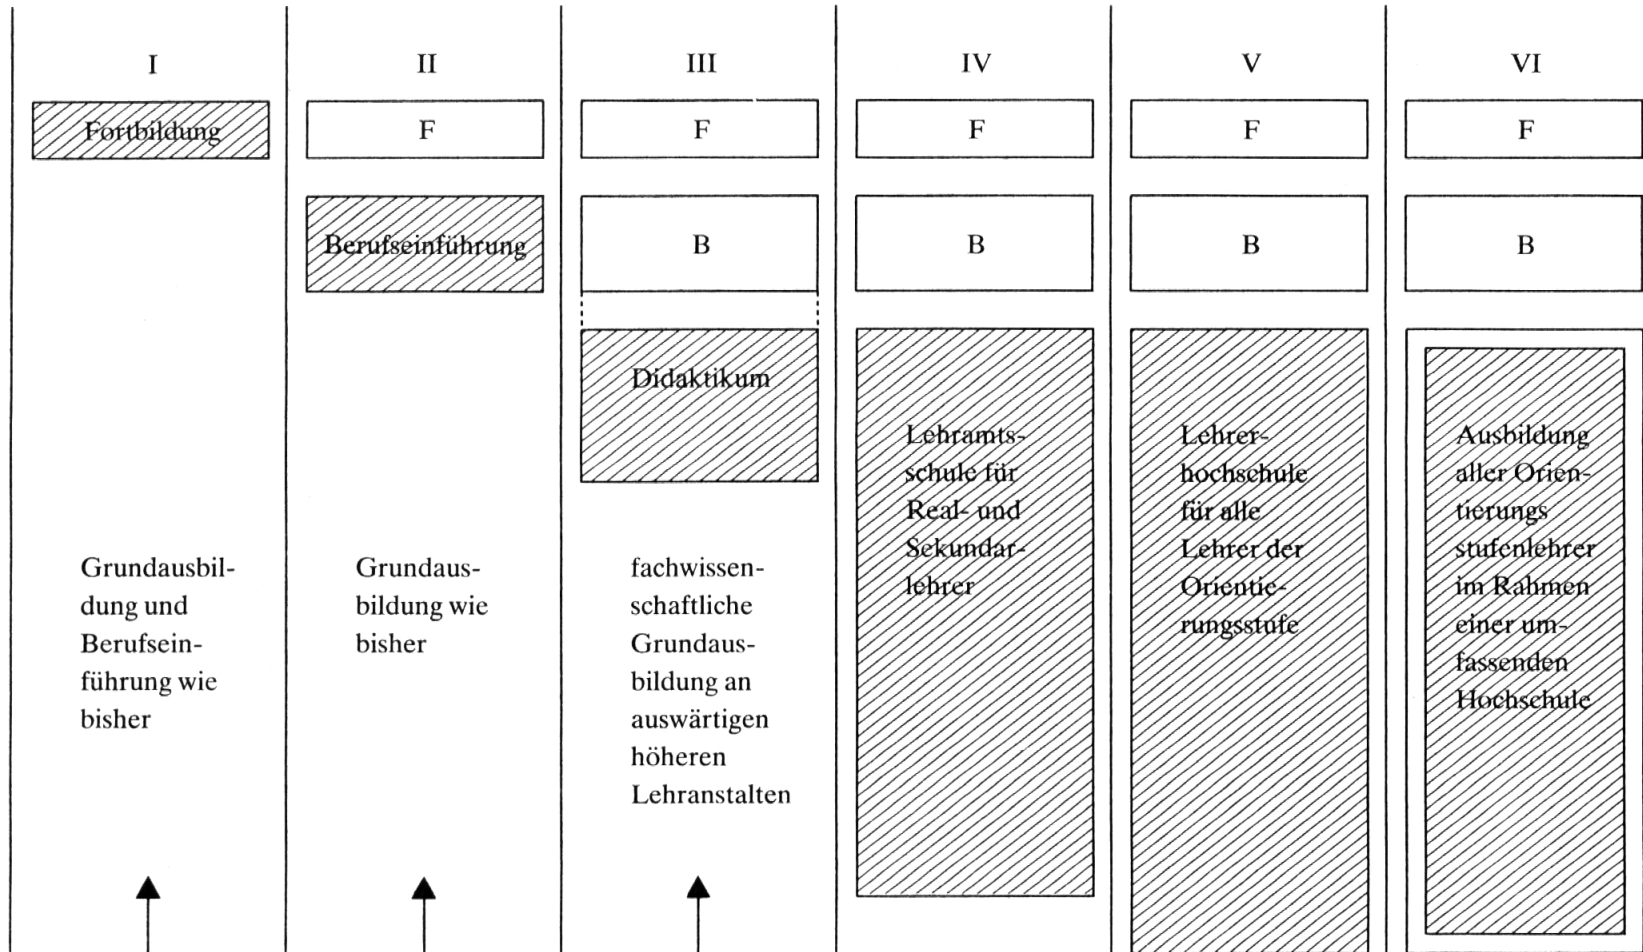 I
Fortbildung
Grundausbil-
dung und
Berufsein-
führung wie
bisher
II
F
Berufseinführung
Grundaus-
bildung wie
bisher
III
F
B
Didaktikum
fachwissen-
schaftliche
Grundaus-
bildung an
auswärtigen
höheren
Lehranstalten
IV
F
B
Lehramts-
schule für
Real- und
Sekundar-
lehrer
V
F
B
Lehrer-
hochschule
für alle
Lehrer der
Orientie-
rungsstufe
VI
F
B
Ausbildung
aller Orien-
tierungs
stufenlehrer
im Rahmen
einer um-
fassenden
Hochschule